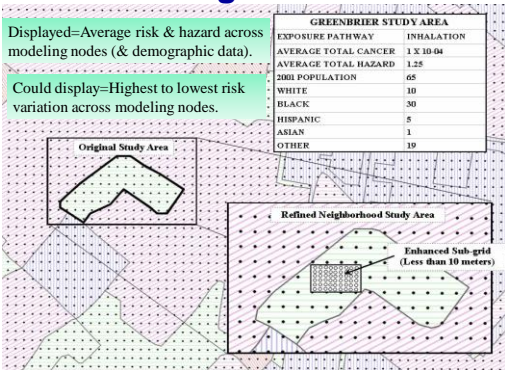 Displayed=Average risk & hazard across
modeling nodes (& demographic data).
Could display=Highest to lowest risk
variation across modeling nodes.
GREENBRIER STUDY AREA
EXPOSURE PATHWAY INHALATION
AVERAGE TOTAL CANCER 1 X 10-04
AVERAGE TOTAL HAZARD 1.25
2001 POPULATION 65
WHITE 10
BLACK 30
HISPANIC 5
ASIAN 1
OTHER 19
Original Study Area
Refined Neighborhood Study Area
Enhanced Sub-grid
(Less than 10 meters)